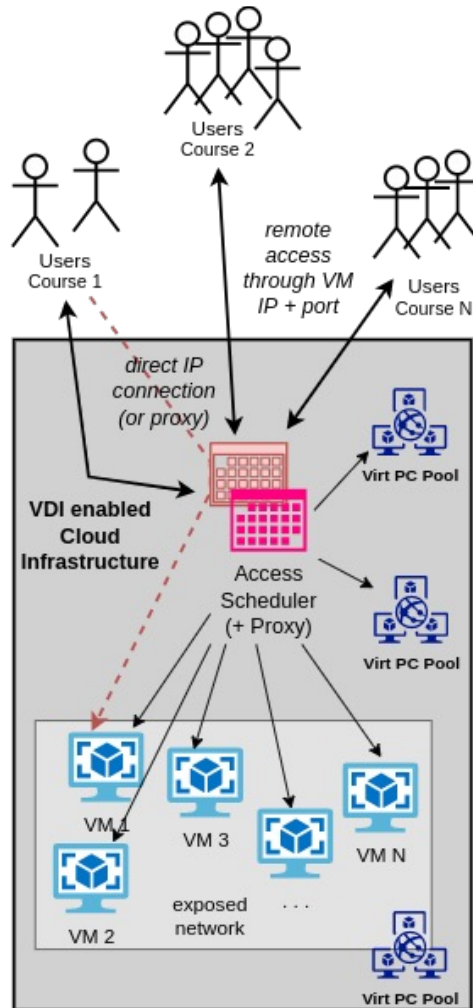 Users
Course 2
Users
Course 1
Users
Course N
remote
access
through VM
IP + port
direct IP
connection
(or proxy)
Virt PC Pool
VDI enabled
Cloud
Infrastructure
Access
Scheduler
(+ Proxy)
Virt PC Pool
VM 1
VM 3
VM N
VM 2
exposed
network
. . .
Virt PC Pool